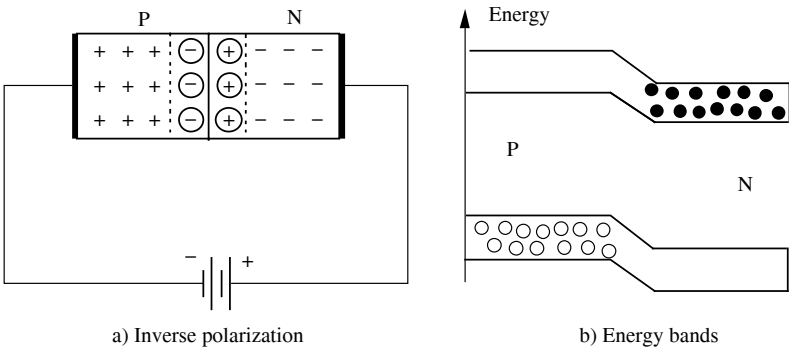 P N
+ + + − + − − −
+ + + − + − − −
+ + + − + − − −
− +
a) Inverse polarization
Energy
P
N
b) Energy bands